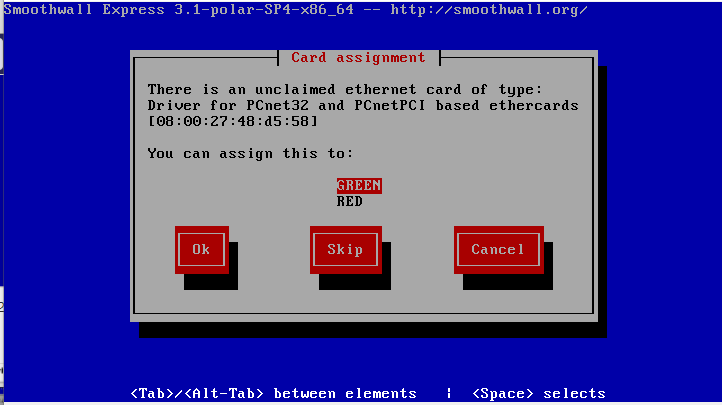 Smoothwall Express 3.1-polar-SP4-x86_64 -- http://smoothwall.org/
Card assignment
There is an unclaimed ethernet card of type:
Driver for PCnet32 and PCnetPCI based ethercards
[08:00:27:48:d5:58]
You can assign this to:
GREEN
RED
Ok Skip Cancel
<Tab>/<Alt-Tab> between elements | <Space> selects